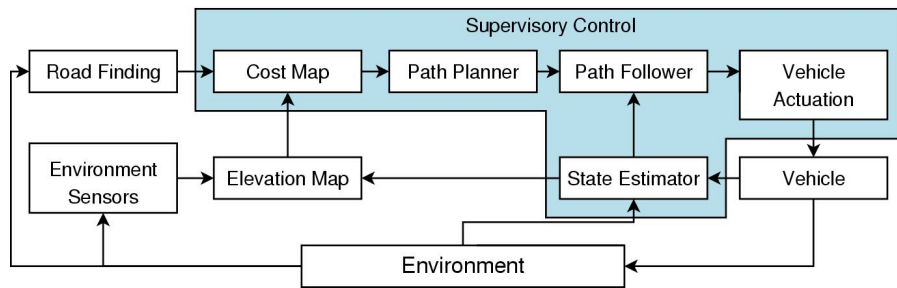 Supervisory Control
Road Finding
Cost Map
Path Planner
Path Follower
Vehicle
Actuation
Environment
Sensors
Elevation Map
State Estimator
Vehicle
Environment